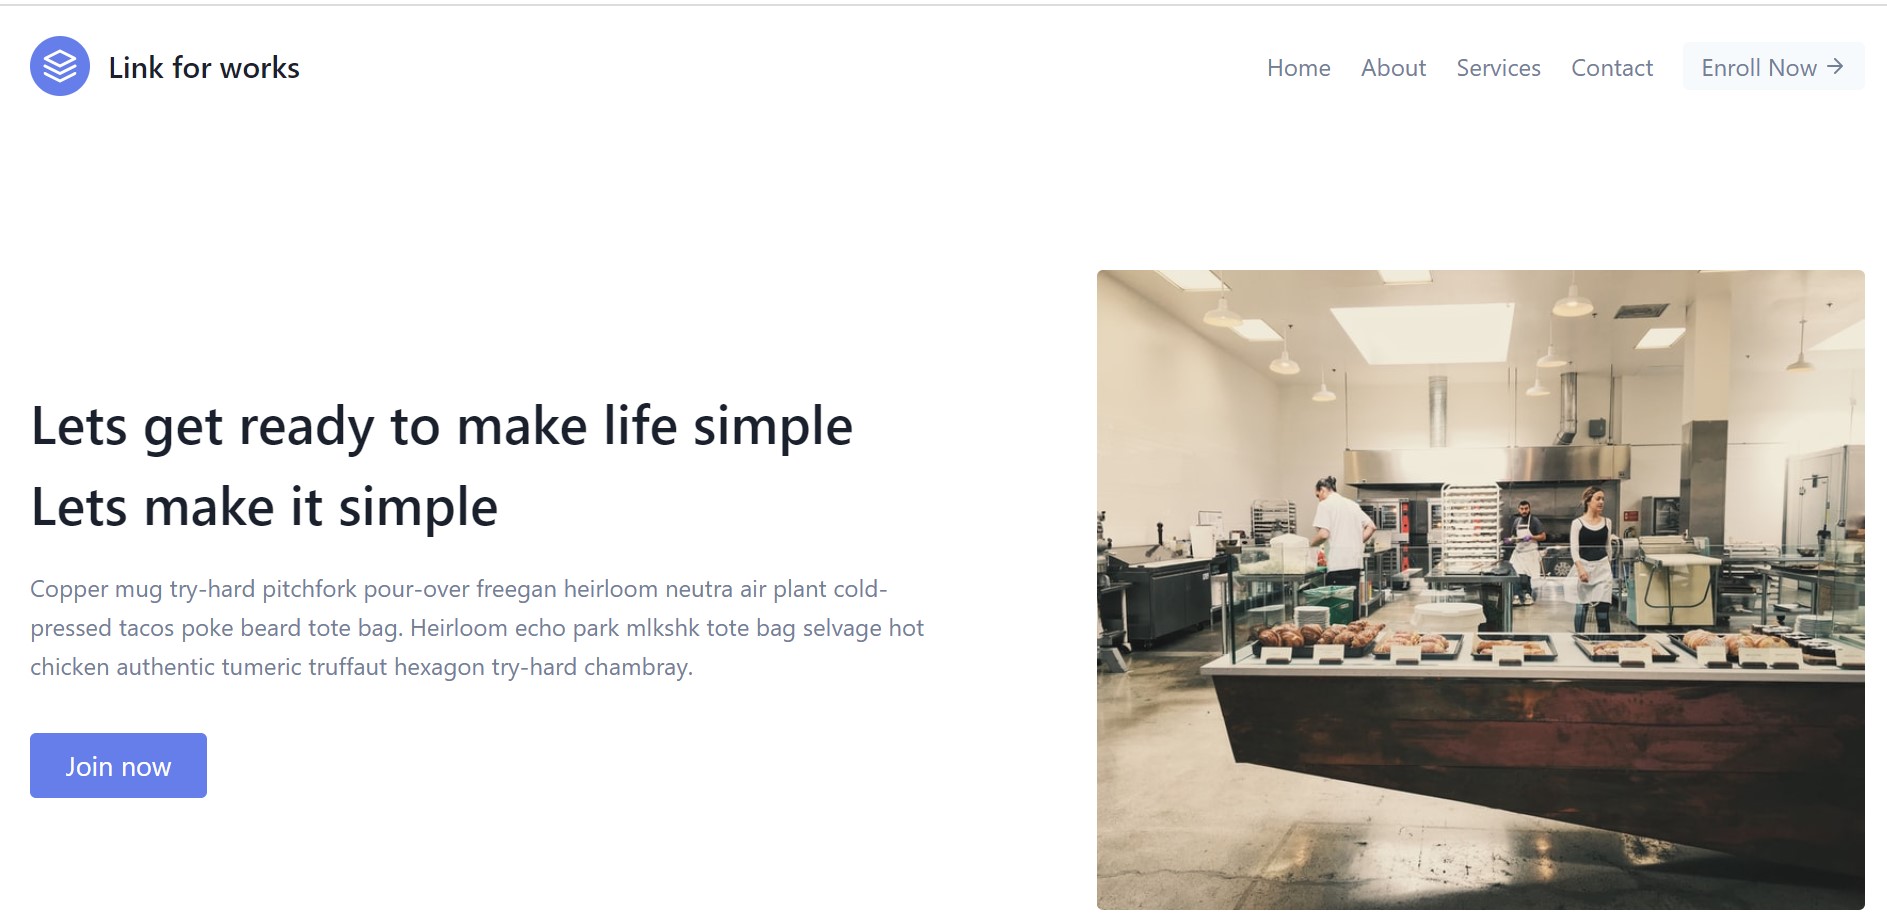 Link for works
Home About Services Contact Enroll Now
Lets get ready to make life simple
Lets make it simple
Copper mug try-hard pitchfork pour-over freegan heirloom neutra air plant cold-
pressed tacos poke beard tote bag. Heirloom echo park mlkshk tote bag selvage hot
chicken authentic tumeric truffaut hexagon try-hard chambray.
Join now